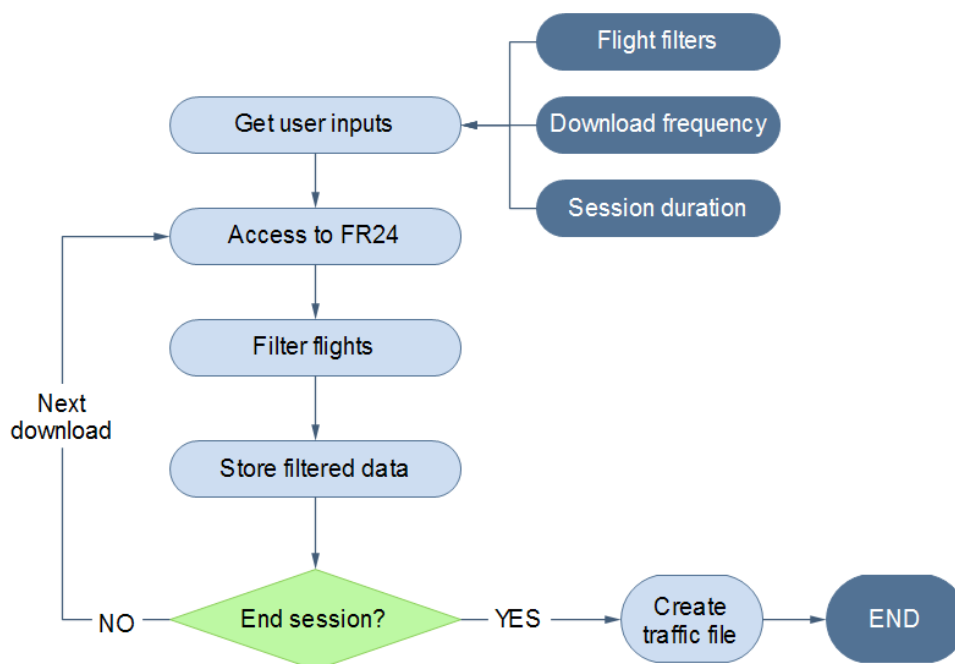 Flight filters
Get user inputs
Download frequency
Session duration
Access to FR24
Filter flights
Next
download
Store filtered data
End session?
NO
YES
Create
traffic file
END